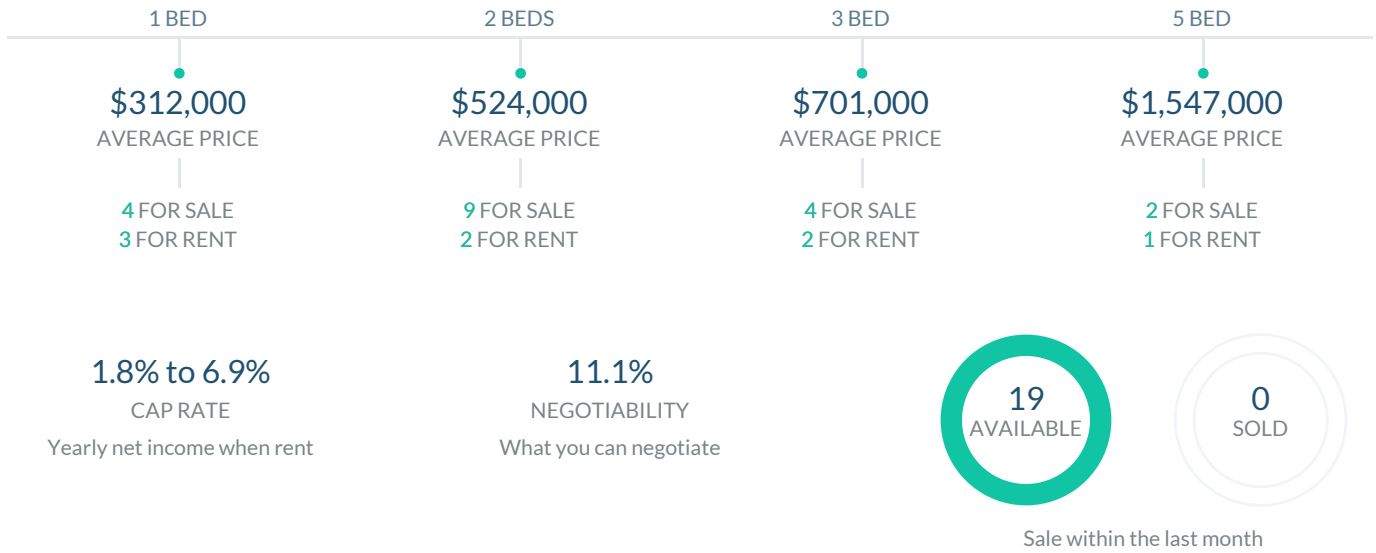 1 BED
$312,000
AVERAGE PRICE
4 FOR SALE
3 FOR RENT
2 BEDS
$524,000
AVERAGE PRICE
9 FOR SALE
2 FOR RENT
3 BED
$701,000
AVERAGE PRICE
4 FOR SALE
2 FOR RENT
5 BED
$1,547,000
AVERAGE PRICE
2 FOR SALE
1 FOR RENT
1.8% to 6.9%
CAP RATE
Yearly net income when rent
11.1%
NEGOTIABILITY
What you can negotiate
19
AVAILABLE
0
SOLD
Sale within the last month